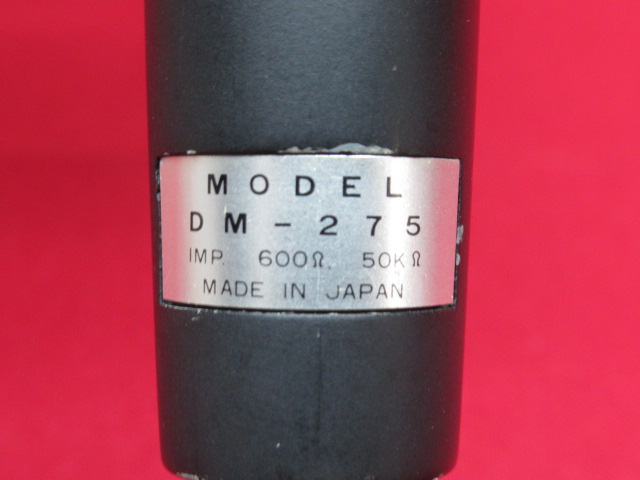 MODEL
DM-275
IMP. 600Ω. 50KΩ
MADE IN JAPAN